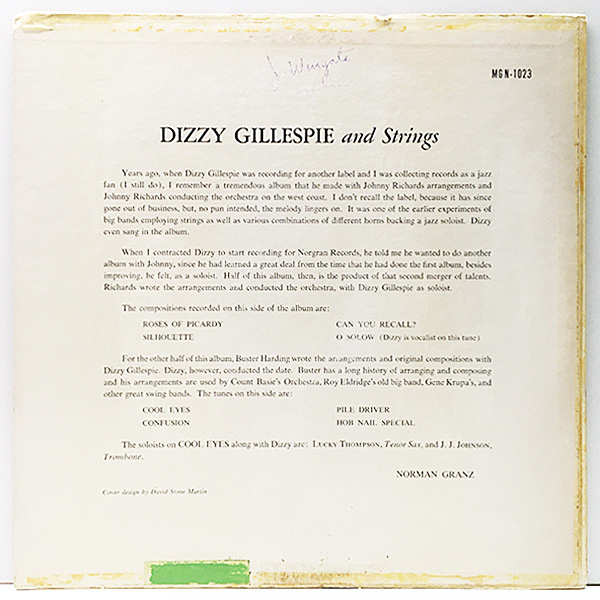 MG N-1023
DIZZY GILLESPIE and Strings
Years ago, when Dizzy Gillespie was recording for another label and I was collecting records as a jazz
fan (I still do), I remember a tremendous album that he made with Johnny Richards arrangements and
Johnny Richards conducting the orchestra on the west coast. I don't recall the label, because it has since
gone out of business, but, no pun intended, the melody lingers on. It was one of the earlier experiments of
big bands employing strings as well as various combinations of different horns backing a jazz soloist. Dizzy
even sang in the album.
When I contracted Dizzy to start recording for Norgran Records, he told me he wanted to do another
album with Johnny, since he had learned a great deal from the time that he had done the first album, besides
improving, he felt, as a soloist. Half of this album, then, is the product of that second merger of talents.
Richards wrote the arrangements and conducted the orchestra, with Dizzy Gillespie as soloist.
The compositions recorded on this side of the album are:
ROSES OF PICARDY CAN YOU RECALL?
SILHOUETTE O SOLOW (Dizzy is vocalist on this tune)
For the other half of this album, Buster Harding wrote the arrangements and original compositions with
Dizzy Gillespie. Dizzy, however, conducted the date. Buster has a long history of arranging and composing
and his arrangements are used by Count Basie's Orchestra, Roy Eldridge's old big band, Gene Krupa's, and
other great swing bands. The tunes on this side are:
COOL EYES PILE DRIVER
CONFUSION HOB NAIL SPECIAL
The soloists on COOL EYES along with Dizzy are: LUCKY THOMPSON, Tenor Sax, and J. J. JOHNSON,
Trombone.
NORMAN GRANZ
Cover design by David Stone Martin